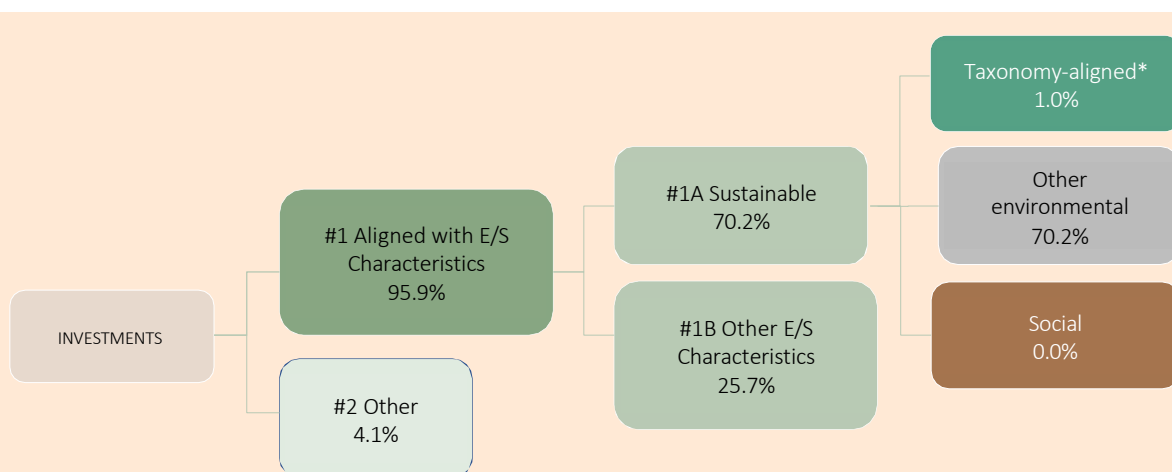 INVESTMENTS
#1 Aligned with E/S
Characteristics
95.9%
#2 Other
4.1%
#1A Sustainable
70.2%
#1B Other E/S
Characteristics
25.7%
Taxonomy-aligned*
1.0%
Other
environmental
70.2%
Social
0.0%